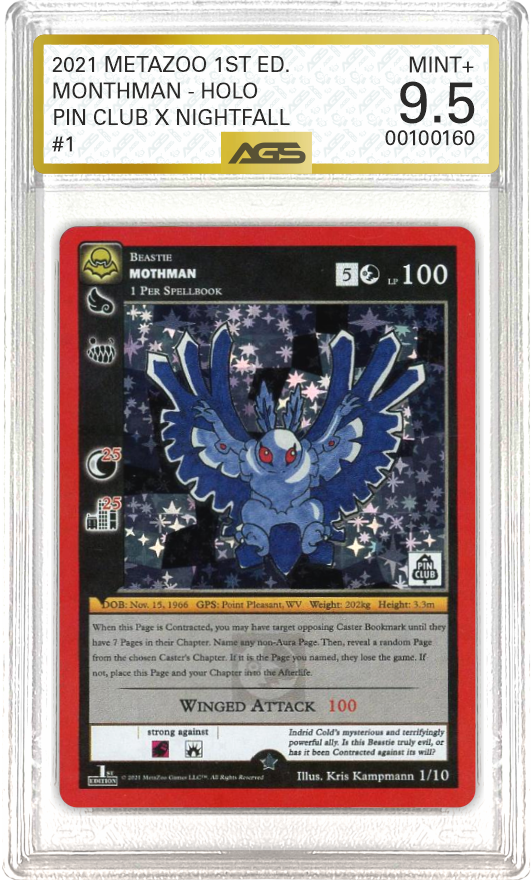 2021 METAZOO 1ST ED.
MONTHMAN - HOLO
PIN CLUB X NIGHTFALL
#1
MINT+
9.5
00100160
AGS
BEASTIE
MOTHMAN
1 PER SPELLBOOK
5
LP 100
25
25
PIN
CLUB
DOB: Nov. 15, 1966 GPS: Point Pleasant, WV Weight: 202kg Height: 3.3m
When this Page is Contracted, you may have target opposing Caster Bookmark until they
have 7 Pages in their Chapter. Name any non-Aura Page. Then, reveal a random Page
from the chosen Caster's Chapter. If it is the Page you named, they lose the game. If
not, place this Page and your Chapter into the Afterlife.
WINGED ATTACK 100
strong against
Indrid Cold's mysterious and terrifyingly
powerful ally. Is this Beastie truly evil, or
has it been Contracted against its will?
1ST
EDITION
© 2021 MetaZoo Games LLC™. All Rights Reserved
Illus. Kris Kampmann 1/10